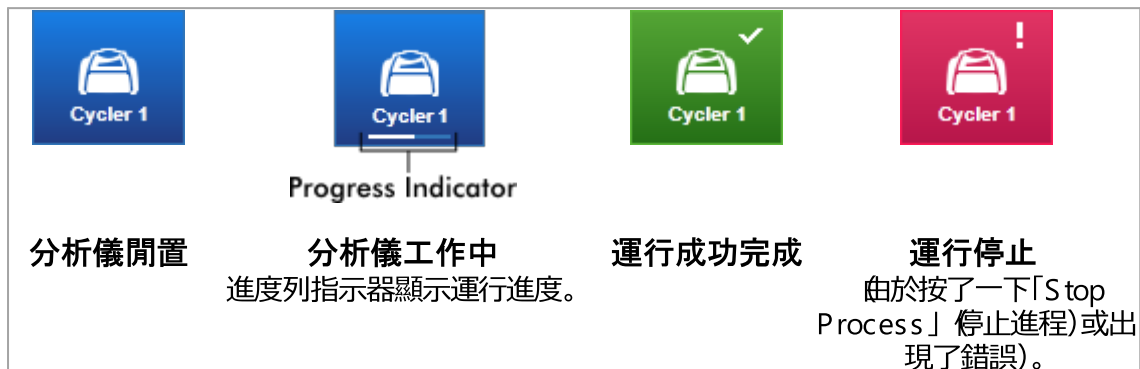 Cycler 1
Cycler 1
Cycler 1
Cycler 1
!
Progress Indicator
分析儀閒置
分析儀工作中
進度列指示器顯示運行進度。
運行成功完成
運行停止
(由於按了一下「Stop
Process」(停止進程)或出
現了錯誤)。